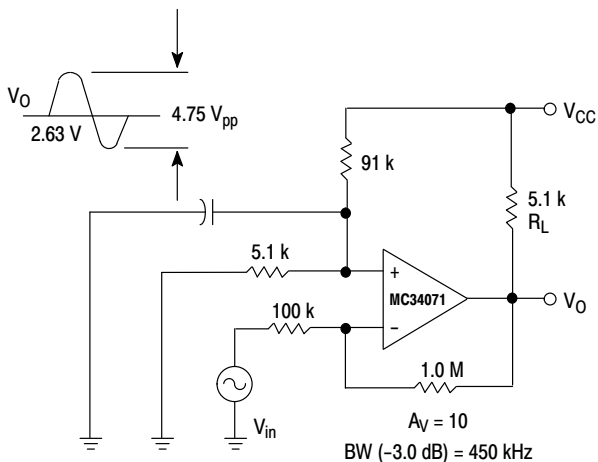 V_O
2.63 V
4.75 V_pp
V_CC
91 k
5.1 k
R_L
5.1 k
+
MC34071
V_O
100 k
−
1.0 M
V_in
A_V = 10
BW (−3.0 dB) = 450 kHz